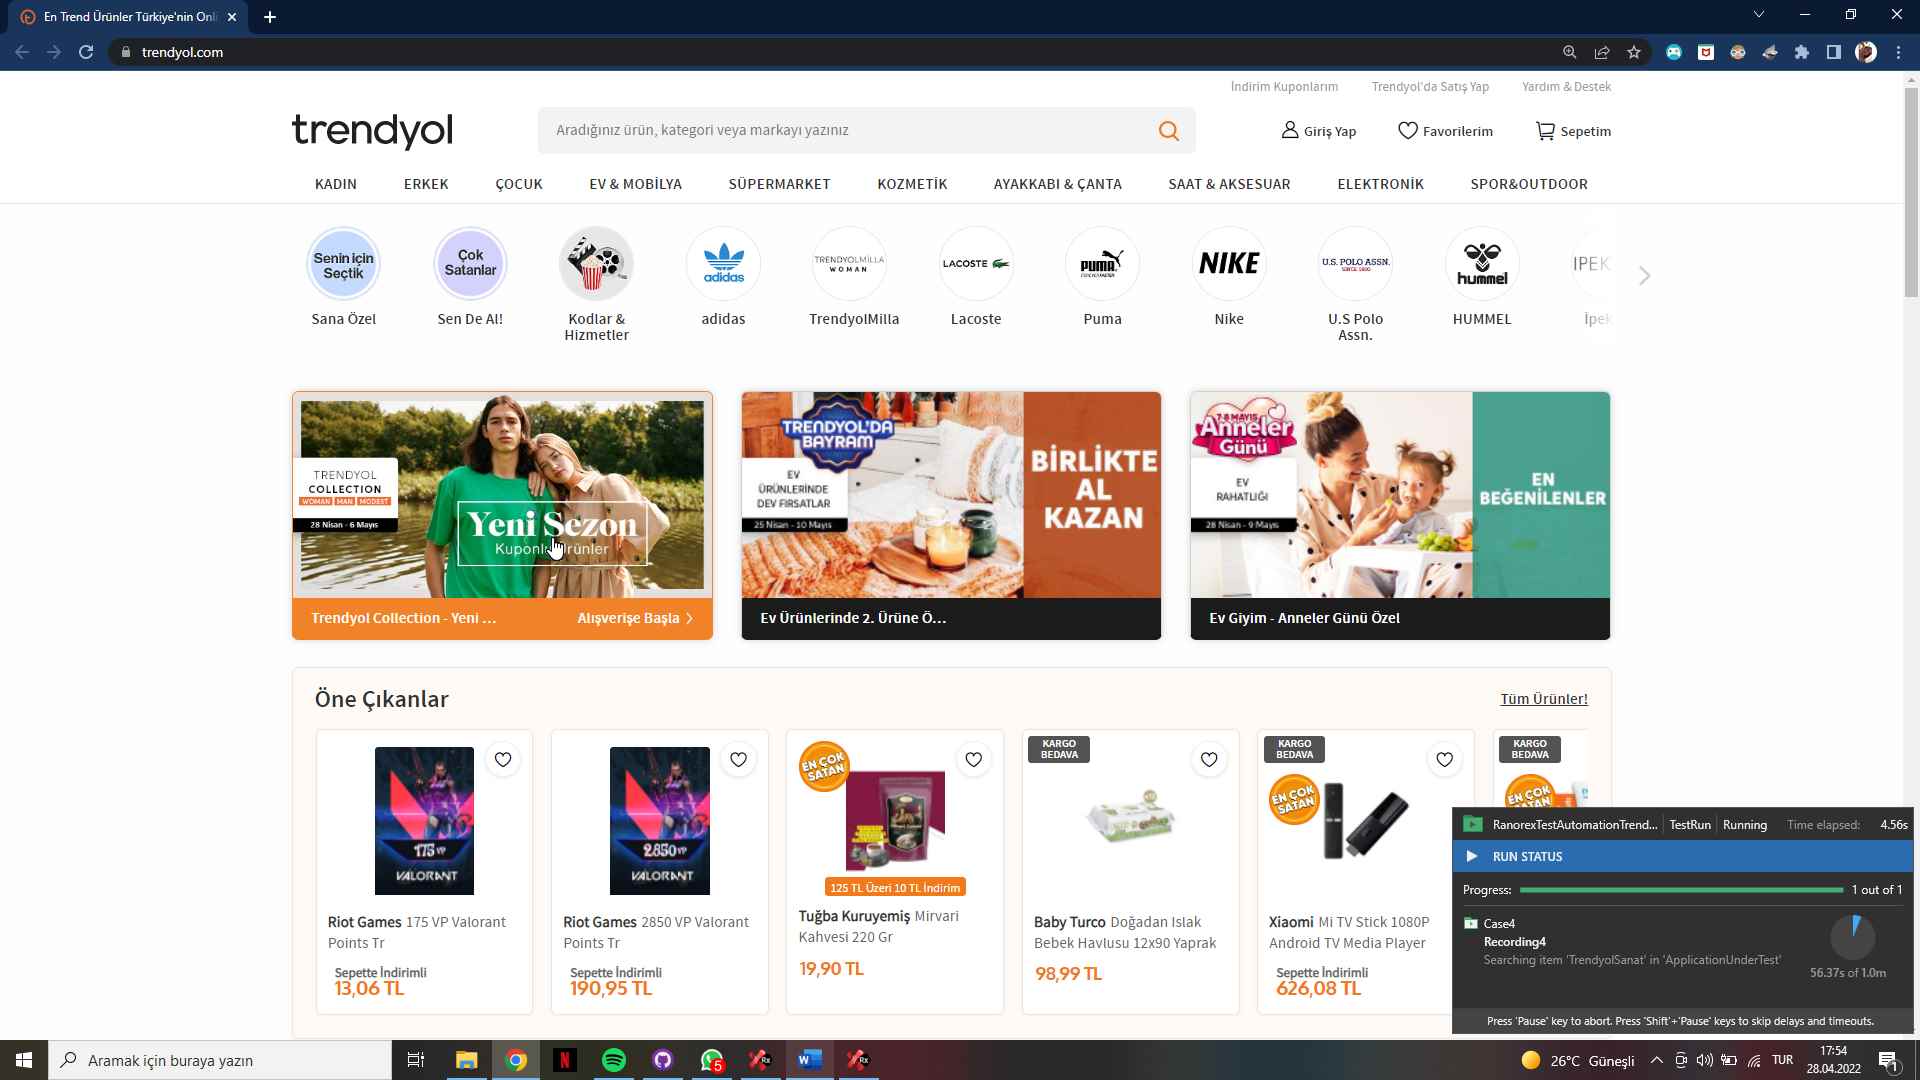 En Trend Ürünler Türkiye'nin Onl
trendyol.com
İndirim Kuponlarım
Trendyol'da Satış Yap
Yardım & Destek
trendyol
Aradığınız ürün, kategori veya markayı yazınız
Giriş Yap
Favorilerim
Sepetim
KADIN
ERKEK
ÇOCUK
EV & MOBİLYA
SÜPERMARKET
KOZMETİK
AYAKKABI & ÇANTA
SAAT & AKSESUAR
ELEKTRONİK
SPOR&OUTDOOR
Senin için
Seçtik
Çok
Satanlar
adidas
TRENDYOLMILLA
WOMAN
LACOSTE
PUMA
NIKE
U.S. POLO ASSN.
SINCE 1890
hummel
IPEK
Sana Özel
Sen De Al!
Kodlar &
Hizmetler
adidas
TrendyolMilla
Lacoste
Puma
Nike
U.S Polo
Assn.
HUMMEL
İpek
TRENDYOL
COLLECTION
WOMAN | MAN | MODEST
28 Nisan - 6 Mayıs
Yeni Sezon
Kuponlu Ürünler
Trendyol Collection - Yeni ...
Alışverişe Başla
TRENDYOL'DA
BAYRAM
EV
ÜRÜNLERİNDE
DEV FIRSATLAR
25 Nisan - 10 Mayıs
BİRLİKTE
AL
KAZAN
Ev Ürünlerinde 2. Ürüne Ö...
7-8 MAYIS
Anneler
Günü
EV
RAHATLIĞI
28 Nisan - 9 Mayıs
EN
BEĞENİLENLER
Ev Giyim - Anneler Günü Özel
Öne Çıkanlar
Tüm Ürünler!
175 VP
VALORANT
Riot Games 175 VP Valorant
Points Tr
Sepette İndirimli
13,06 TL
2.850 VP
VALORANT
Riot Games 2850 VP Valorant
Points Tr
Sepette İndirimli
190,95 TL
EN ÇOK
SATAN
125 TL Üzeri 10 TL İndirim
Tuğba Kuruyemiş Mirvari
Kahvesi 220 Gr
19,90 TL
KARGO
BEDAVA
Baby Turco Doğadan Islak
Bebek Havlusu 12x90 Yaprak
98,99 TL
KARGO
BEDAVA
EN ÇOK
SATAN
Xiaomi Mi TV Stick 1080P
Android TV Media Player
Sepette İndirimli
626,08 TL
KARGO
BEDAVA
EN ÇOK
RanorexTestAutomationTrend...
TestRun
Running
Time elapsed:
4.56s
RUN STATUS
Progress:
1 out of 1
Case4
Recording4
Searching item 'TrendyolSanat' in 'ApplicationUnderTest'
56.37s of 1.0m
Press 'Pause' key to abort. Press 'Shift'+'Pause' keys to skip delays and timeouts.
Aramak için buraya yazın
5
26°C Güneşli
TUR
17:54
28.04.2022
1